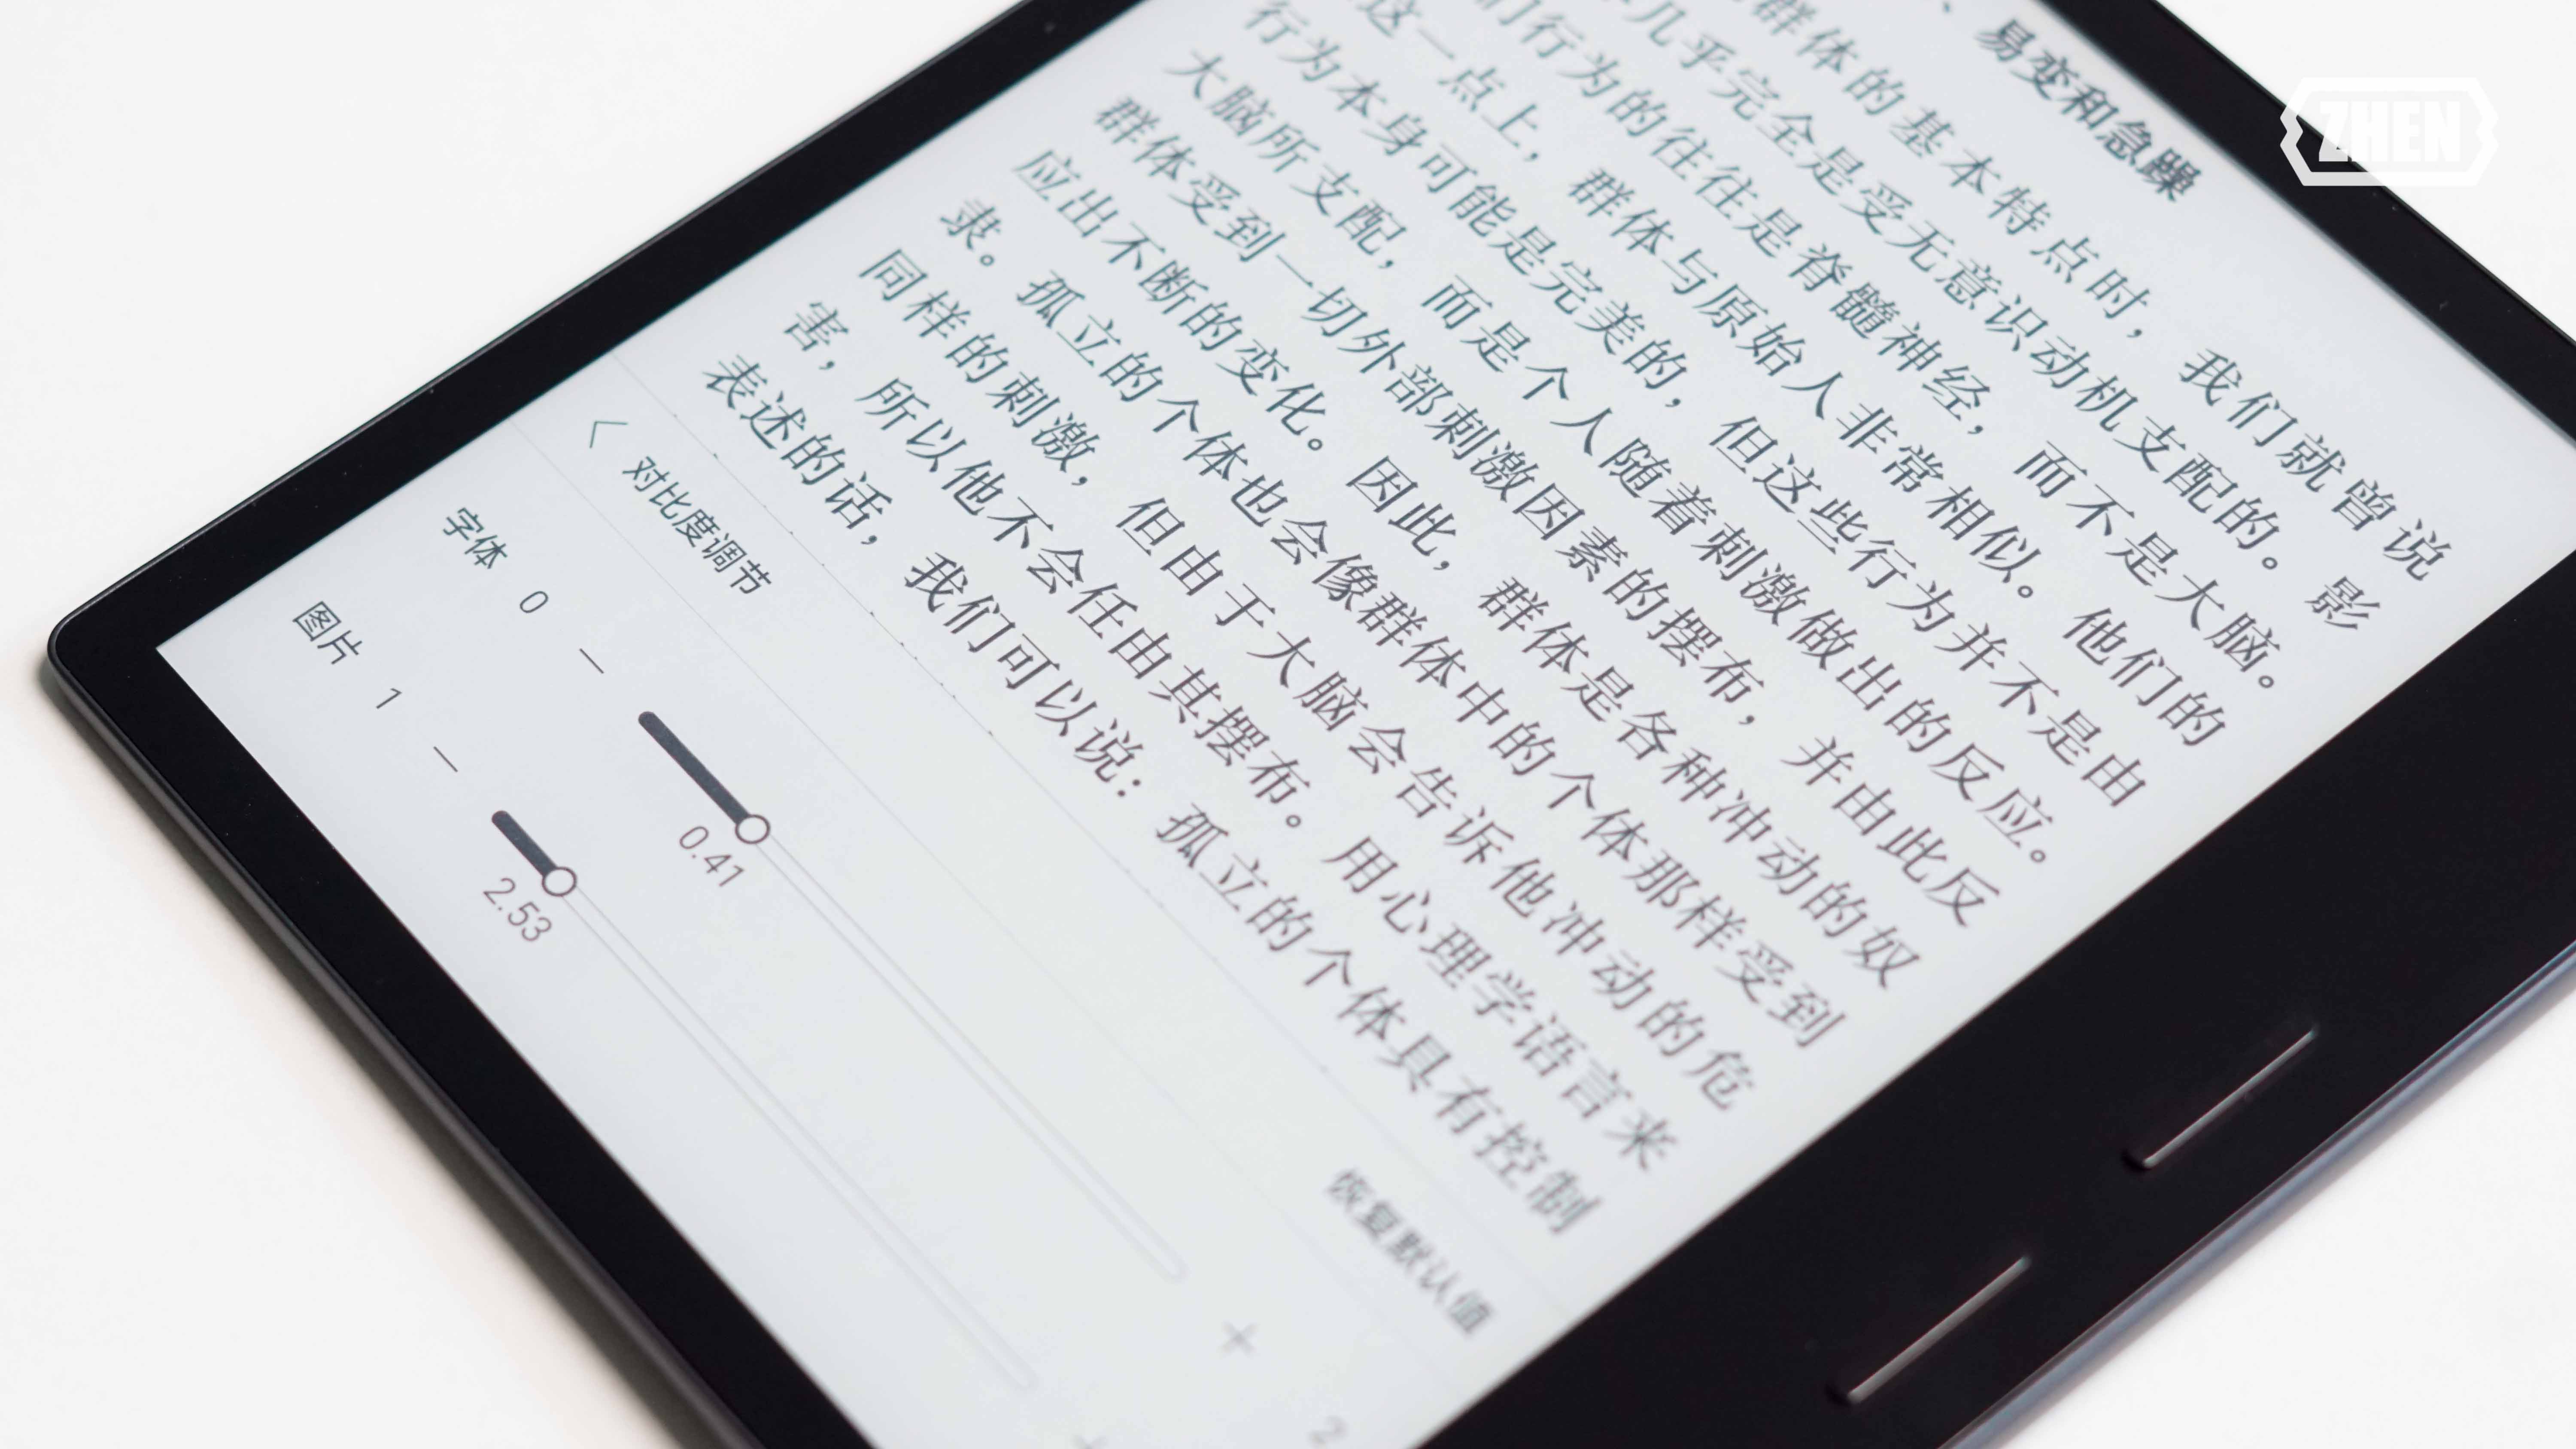 易变和急躁
群体的基本特点时，我们就曾说
几乎完全是受无意识动机支配的。影
们行为的往往是脊髓神经，而不是大脑。
这一点上，群体与原始人非常相似。他们的
行为本身可能是完美的，但这些行为并不是由
大脑所支配，而是个人随着刺激做出的反应。
群体受到一切外部刺激因素的摆布，并由此反
应出不断的变化。因此，群体是各种冲动的奴
隶。孤立的个体也会像群体中的个体那样受到
同样的刺激，但由于大脑会告诉他冲动的危
害，所以他不会任由其摆布。用心理学语言来
表述的话，我们可以说：孤立的个体具有控制
< 对比度调节 恢复默认值
字体 0 — 0.41 + 2
图片 1 — 2.53 +
ZHEN